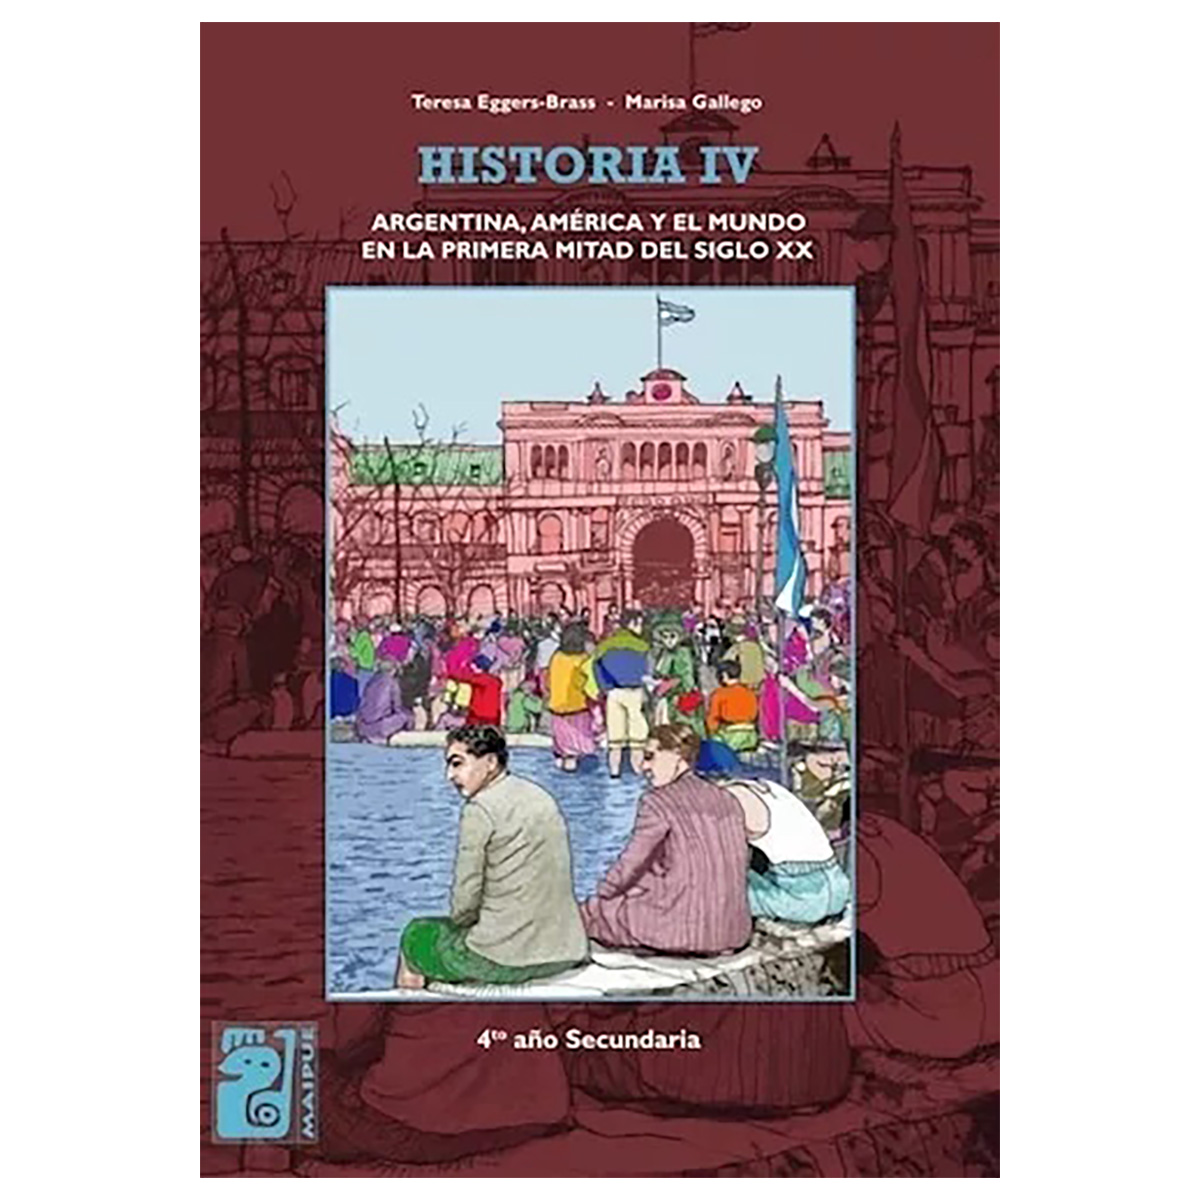 Teresa Eggers-Brass - Marisa Gallego
HISTORIA IV
ARGENTINA, AMÉRICA Y EL MUNDO
EN LA PRIMERA MITAD DEL SIGLO XX
4to año Secundaria
MAIPUE